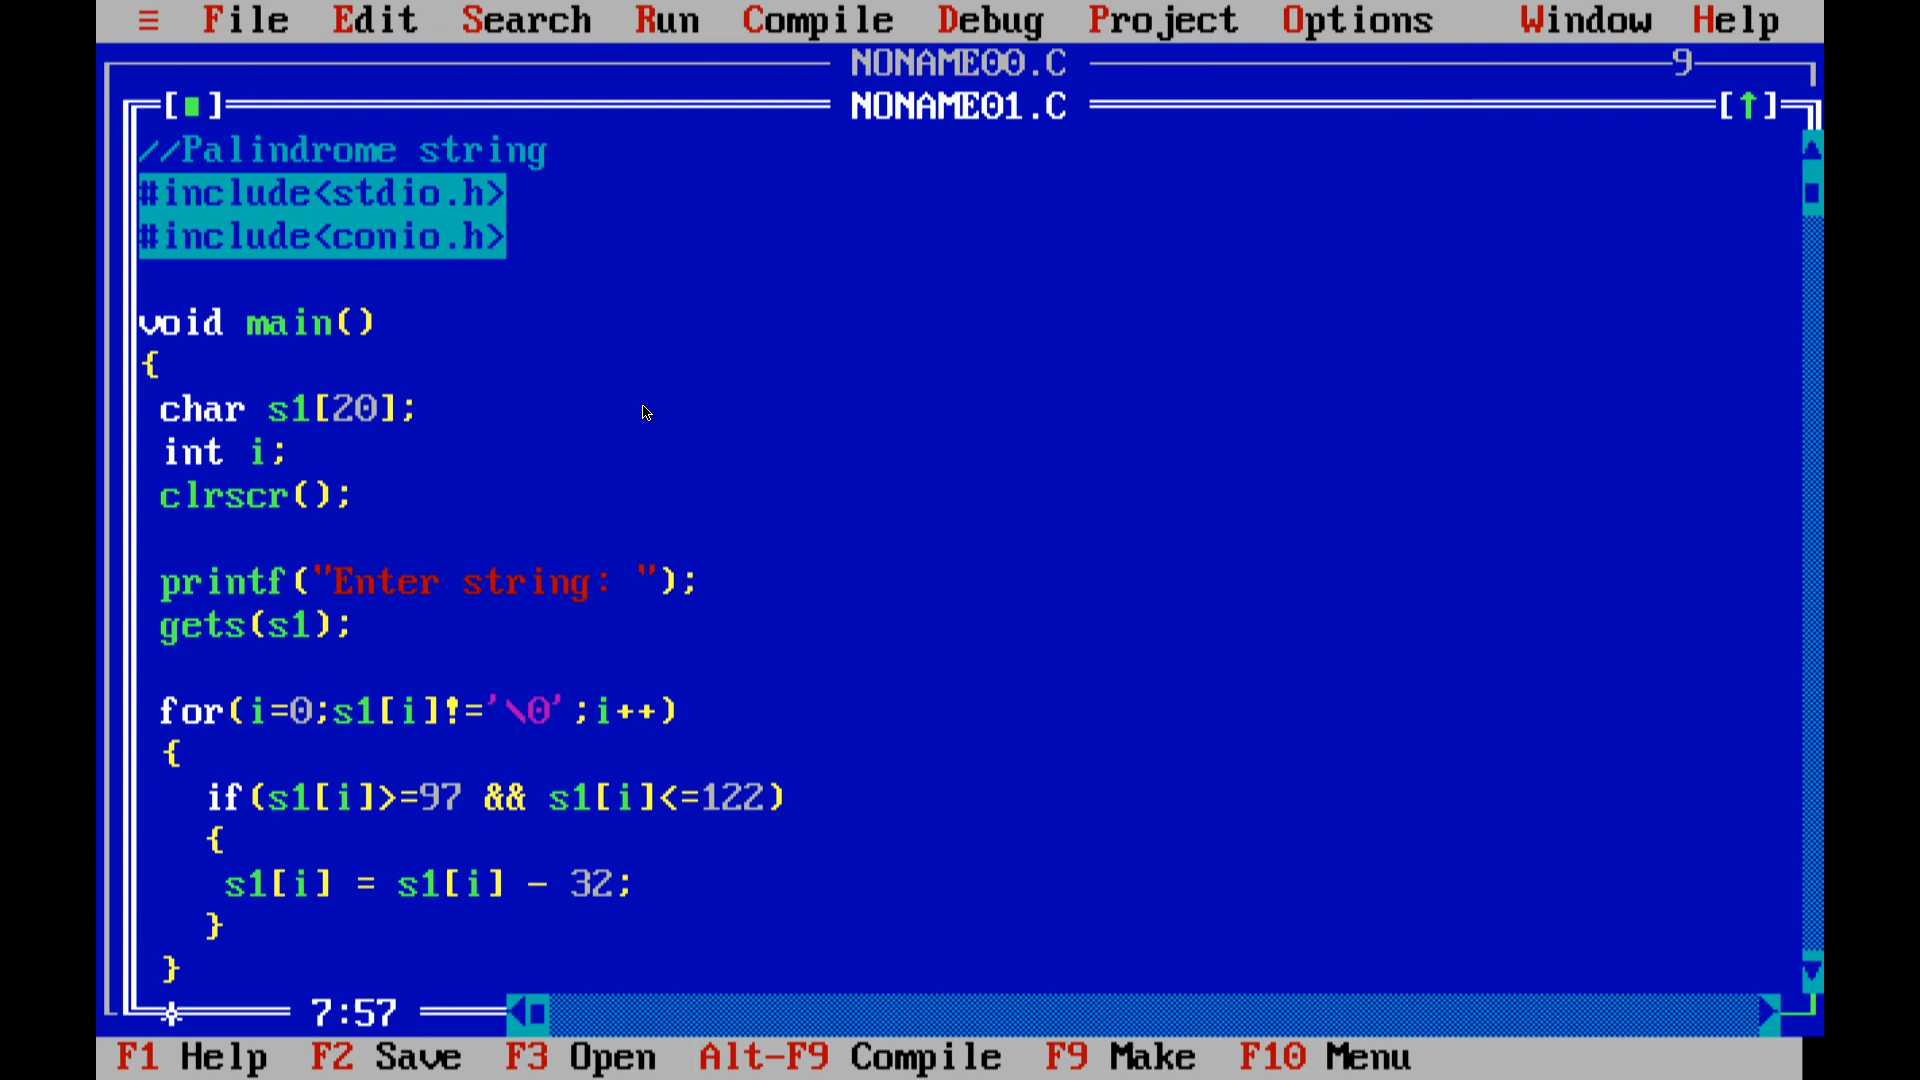 ≡ File Edit Search Run Compile Debug Project Options Window Help
NONAME00.C 9
[■] NONAME01.C [↑]
//Palindrome string
#include<stdio.h>
#include<conio.h>
void main()
{
char s1[20];
int i;
clrscr();
printf("Enter string: ");
gets(s1);
for(i=0;s1[i]!='\0';i++)
{
if(s1[i]>=97 && s1[i]<=122)
{
s1[i] = s1[i] - 32;
}
}
7:57
F1 Help F2 Save F3 Open Alt-F9 Compile F9 Make F10 Menu